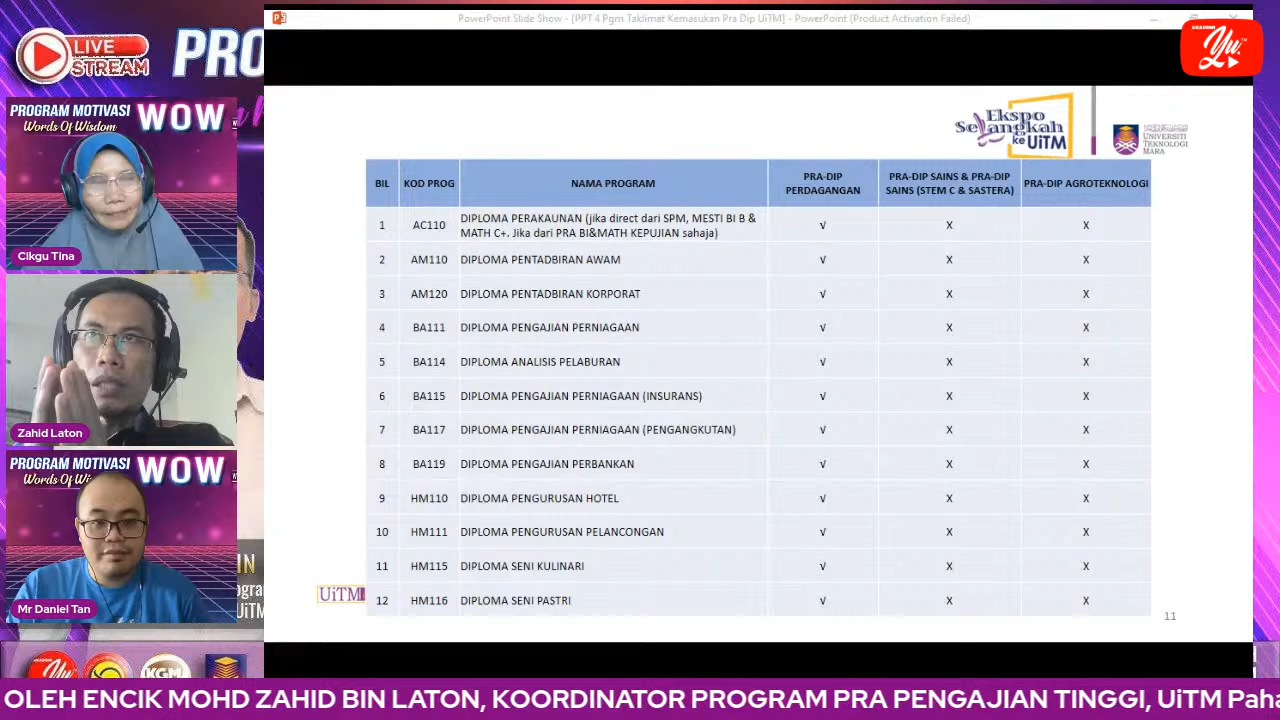 PowerPoint Slide Show - [PPT 4 Pgm Taklimat Kemasukan Pra Dip UiTM] - PowerPoint (Product Activation Failed)
LIVE
STREAM
PRO
AKADEMI
PROGRAM MOTIVASI WOW
Words Of Wisdom
Cikgu Tina
Zahid Laton
PROGRAM MOTIVASI WOW
Words Of
Mr Daniel Tan
Ekspo
Selangkah
ke UiTM
UNIVERSITI
TEKNOLOGI
MARA
BIL KOD PROG NAMA PROGRAM PRA-DIP PERDAGANGAN PRA-DIP SAINS & PRA-DIP SAINS (STEM C & SASTERA) PRA-DIP AGROTEKNOLOGI
1 AC110 DIPLOMA PERAKAUNAN (jika direct dari SPM, MESTI BI B & √ X X
MATH C+. Jika dari PRA BI&MATH KEPUJIAN sahaja)
2 AM110 DIPLOMA PENTADBIRAN AWAM √ X X
3 AM120 DIPLOMA PENTADBIRAN KORPORAT √ X X
4 BA111 DIPLOMA PENGAJIAN PERNIAGAAN √ X X
5 BA114 DIPLOMA ANALISIS PELABURAN √ X X
6 BA115 DIPLOMA PENGAJIAN PERNIAGAAN (INSURANS) √ X X
7 BA117 DIPLOMA PENGAJIAN PERNIAGAAN (PENGANGKUTAN) √ X X
8 BA119 DIPLOMA PENGAJIAN PERBANKAN √ X X
9 HM110 DIPLOMA PENGURUSAN HOTEL √ X X
10 HM111 DIPLOMA PENGURUSAN PELANCONGAN √ X X
11 HM115 DIPLOMA SENI KULINARI √ X X
12 HM116 DIPLOMA SENI PASTRI √ X X
UiTM
11
KGM
OLEH ENCIK MOHD ZAHID BIN LATON, KOORDINATOR PROGRAM PRA PENGAJIAN TINGGI, UiTM Paha